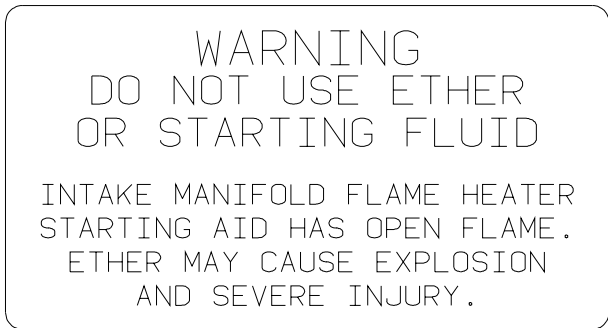 WARNING
DO NOT USE ETHER
OR STARTING FLUID
INTAKE MANIFOLD FLAME HEATER
STARTING AID HAS OPEN FLAME.
ETHER MAY CAUSE EXPLOSION
AND SEVERE INJURY.